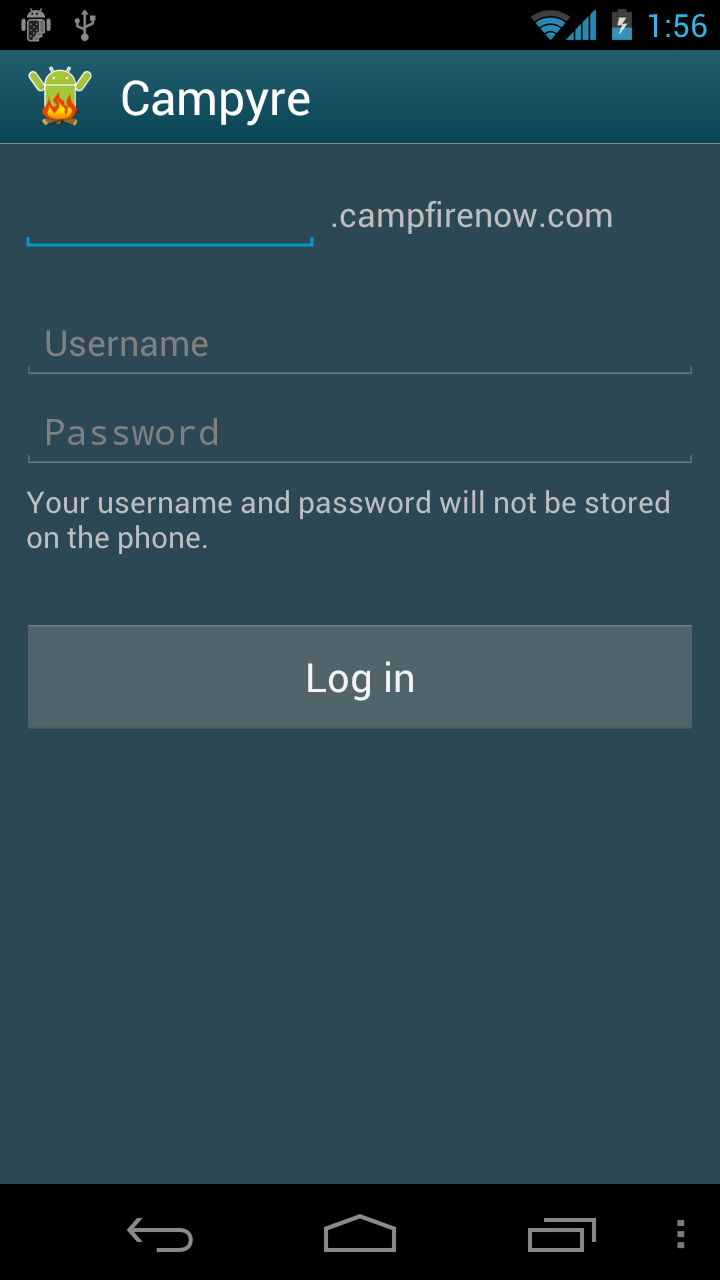 1:56
Campyre
.campfirenow.com
Username
Password
Your username and password will not be stored
on the phone.
Log in